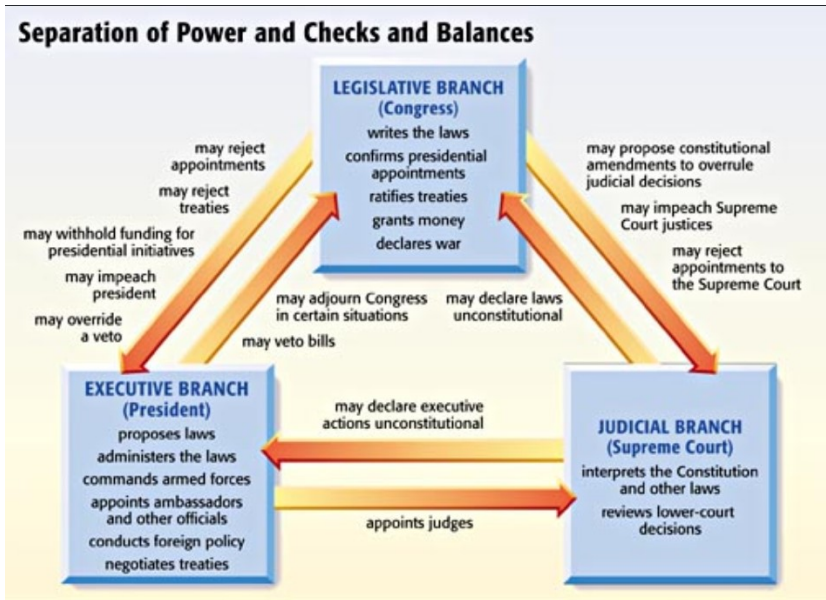 Separation of Power and Checks and Balances
LEGISLATIVE BRANCH
(Congress)
writes the laws
confirms presidential
appointments
ratifies treaties
grants money
declares war
may reject
appointments
may reject
treaties
may withhold funding for
presidential initiatives
may impeach
president
may override
a veto
may adjourn Congress
in certain situations
may veto bills
may declare laws
unconstitutional
may propose constitutional
amendments to overrule
judicial decisions
may impeach Supreme
Court justices
may reject
appointments to
the Supreme Court
EXECUTIVE BRANCH
(President)
proposes laws
administers the laws
commands armed forces
appoints ambassadors
and other officials
conducts foreign policy
negotiates treaties
may declare executive
actions unconstitutional
appoints judges
JUDICIAL BRANCH
(Supreme Court)
interprets the Constitution
and other laws
reviews lower-court
decisions